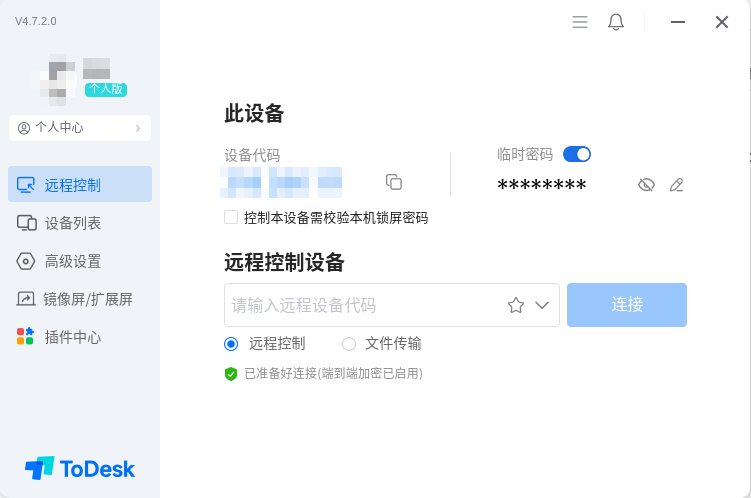 V4.7.2.0
个人版
个人中心
远程控制
设备列表
高级设置
镜像屏/扩展屏
插件中心
ToDesk
此设备
设备代码
临时密码
********
控制本设备需校验本机锁屏密码
远程控制设备
请输入远程设备代码
连接
远程控制
文件传输
已准备好连接(端到端加密已启用)